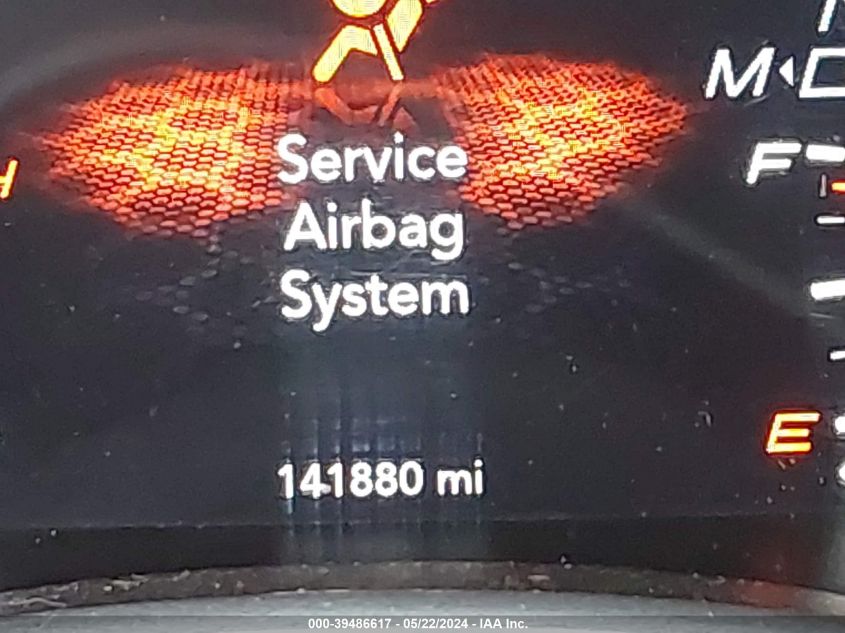 M
F
H
Service
Airbag
System
E
141880 mi
000-39486617 - 05/22/2024 - IAA Inc.